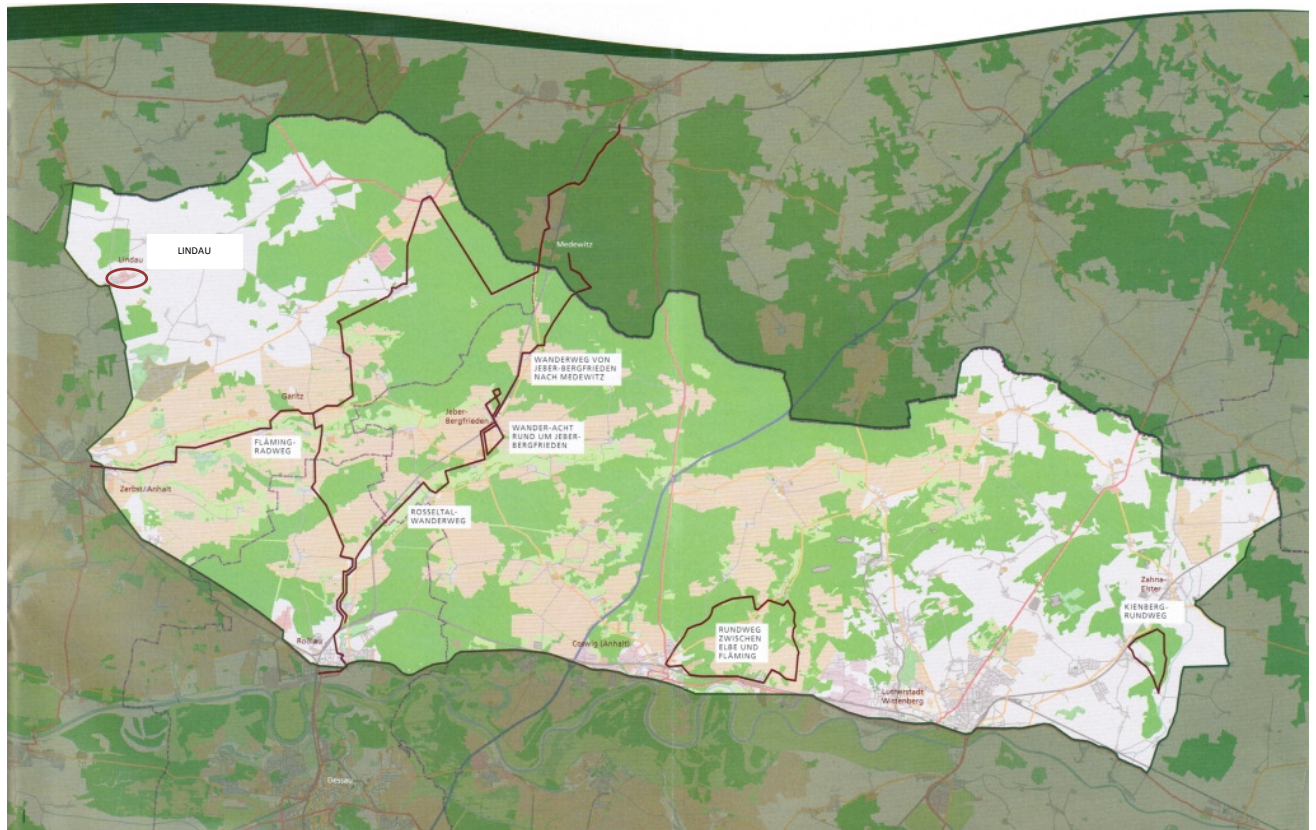 Medewitz
LINDAU
Lindau
WANDERWEG VON
JEBER-BERGFRIEDEN
NACH MEDEWITZ
Garitz
Jeber-
Bergfrieden
WANDER-ACHT
RUND UM JEBER-
BERGFRIEDEN
FLÄMING-
RADWEG
Zerbst/Anhalt
ROSSELTAL-
WANDERWEG
Zahna-
Elster
KIENBERG-
RUNDWEG
Roßlau
Coswig (Anhalt)
RUNDWEG
ZWISCHEN
ELBE UND
FLÄMING
Lutherstadt
Wittenberg
Dessau